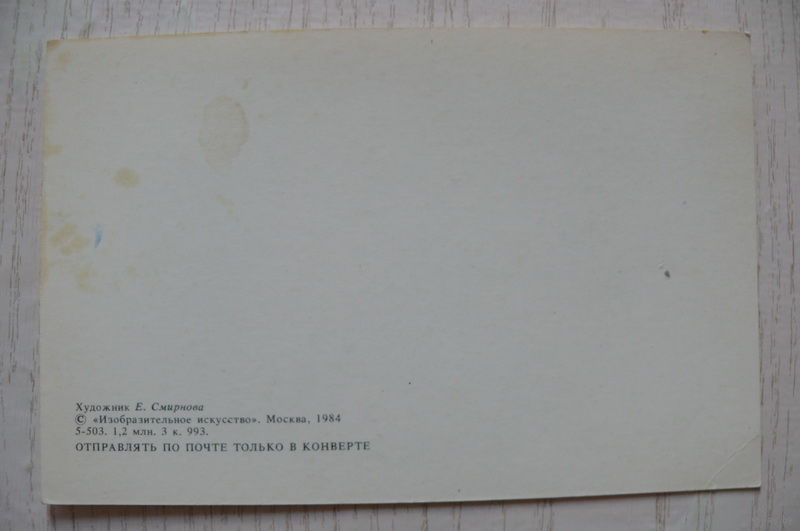 Художник Е. Смирнова
© «Изобразительное искусство». Москва, 1984
5-503. 1,2 млн. 3 к. 993.
ОТПРАВЛЯТЬ ПО ПОЧТЕ ТОЛЬКО В КОНВЕРТЕ